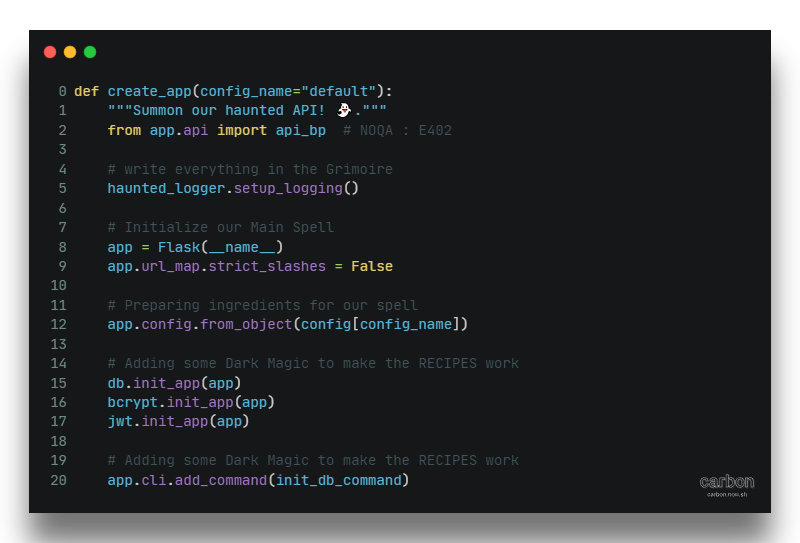 0 def create_app(config_name="default"):
1     """Summon our haunted API! 👻."""
2     from app.api import api_bp  # NOQA : E402
3
4     # write everything in the Grimoire
5     haunted_logger.setup_logging()
6
7     # Initialize our Main Spell
8     app = Flask(__name__)
9     app.url_map.strict_slashes = False
10
11     # Preparing ingredients for our spell
12     app.config.from_object(config[config_name])
13
14     # Adding some Dark Magic to make the RECIPES work
15     db.init_app(app)
16     bcrypt.init_app(app)
17     jwt.init_app(app)
18
19     # Adding some Dark Magic to make the RECIPES work
20     app.cli.add_command(init_db_command)
carbon
carbon.now.sh